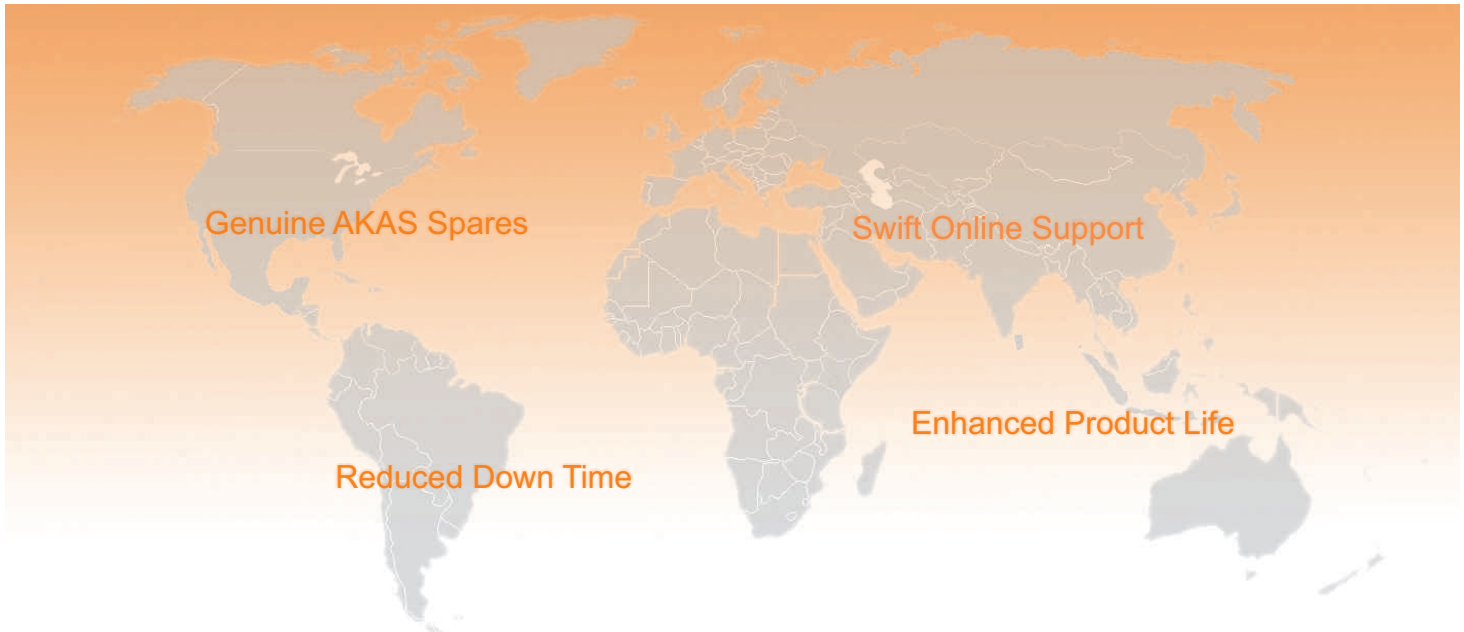 Genuine AKAS Spares
Swift Online Support
Enhanced Product Life
Reduced Down Time